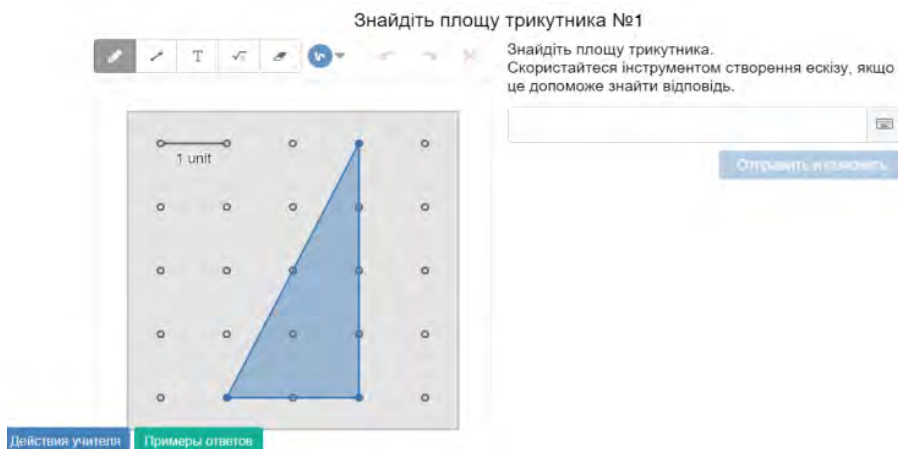 Знайдіть площу трикутника №1
T
Знайдіть площу трикутника.
Скористайтеся інструментом створення ескізу, якщо
це допоможе знайти відповідь.
1 unit
Отправить и пояснить
Действия учителя
Примеры ответов